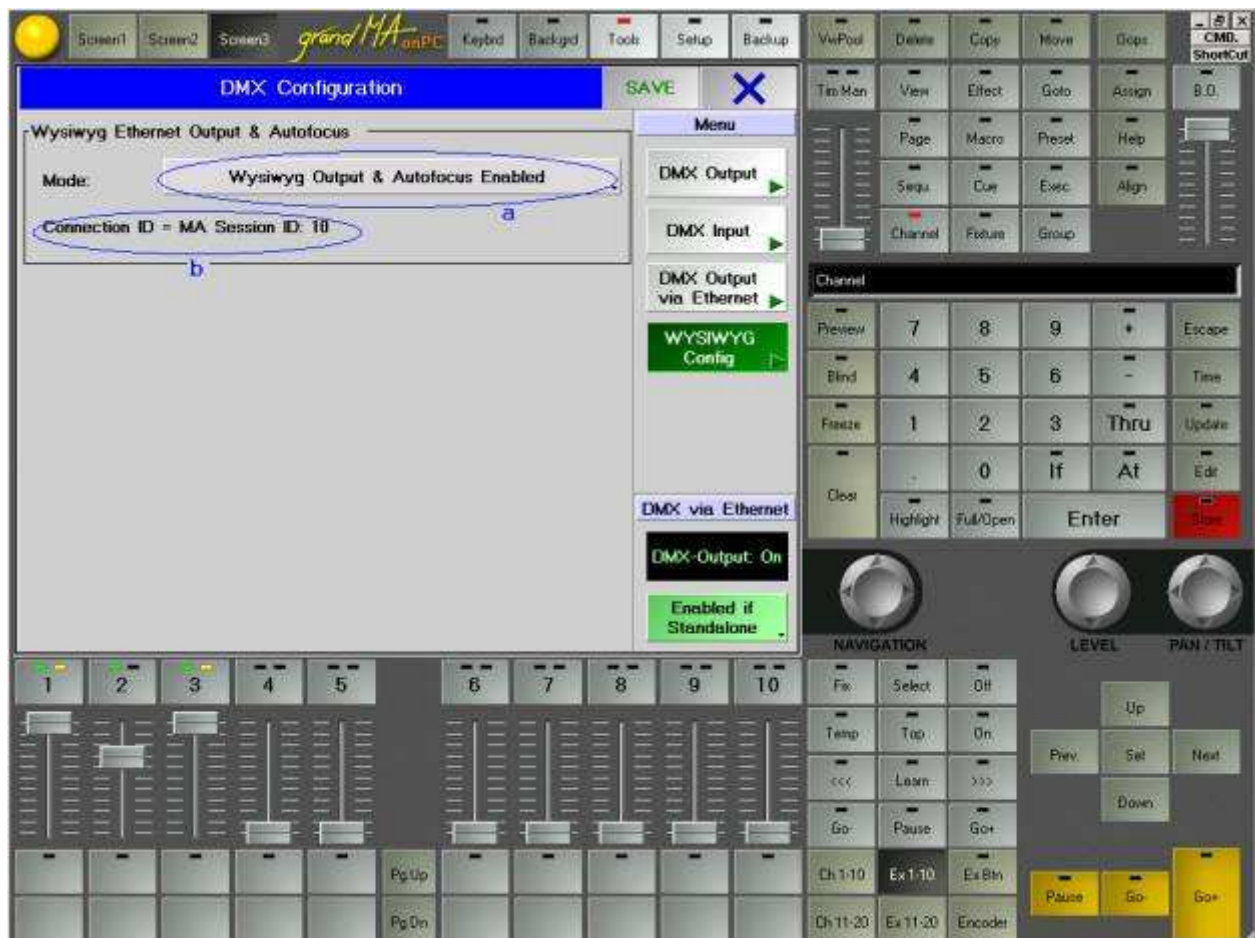 Screen1 Screen2 Screen3 grandMA onPC Keybrd Backgrd Tools Setup Backup VwPool Delete Copy Move Oops CMD.
ShortCut
DMX Configuration SAVE
Tim Man View Effect Goto Assign B.O.
Wysiwyg Ethernet Output & Autofocus Menu
Page Macro Preset Help
Mode: Wysiwyg Output & Autofocus Enabled DMX Output
Sequ Cue Exec Align
a
Connection ID = MA Session ID: 10 DMX Input
Channel Fixture Group
b
DMX Output
via Ethernet
Channel
WYSIWYG
Config
Preview 7 8 9 + Escape
Blind 4 5 6 - Time
Freeze 1 2 3 Thru Update
Clear . 0 If At Edit
Highlight Full/Open Enter Store
DMX via Ethernet
DMX-Output: On
Enabled if
Standalone
NAVIGATION LEVEL PAN / TILT
1 2 3 4 5 6 7 8 9 10
Fix Select Off
Up
Temp Top On
Prev. Set Next
<<< Learn >>>
Down
Go- Pause Go+
Pg Up Ch 1-10 Ex 1-10 Ex Btn
Pause Go- Go+
Pg Dn Ch 11-20 Ex 11-20 Encoder